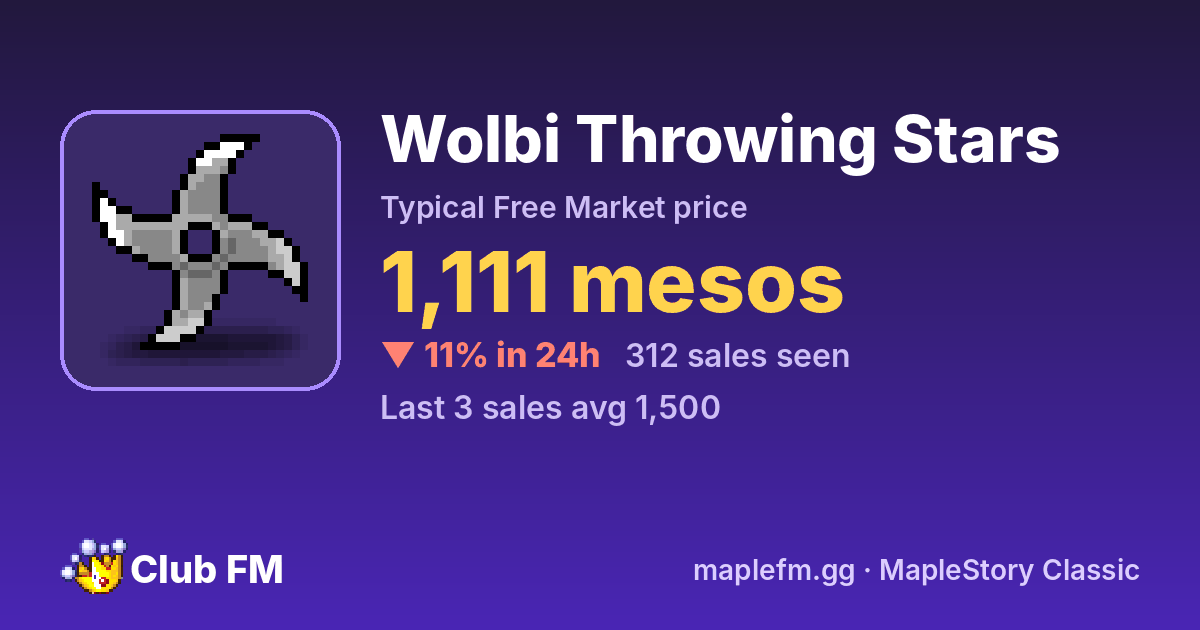 Wolbi Throwing Stars
Typical Free Market price
1,111 mesos
▼ 11% in 24h 312 sales seen
Last 3 sales avg 1,500
Club FM
maplefm.gg · MapleStory Classic